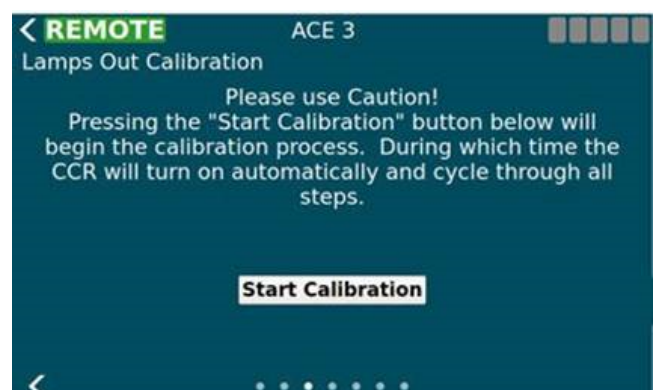 < REMOTE ACE 3
Lamps Out Calibration
Please use Caution!
Pressing the "Start Calibration" button below will
begin the calibration process. During which time the
CCR will turn on automatically and cycle through all
steps.
Start Calibration
<